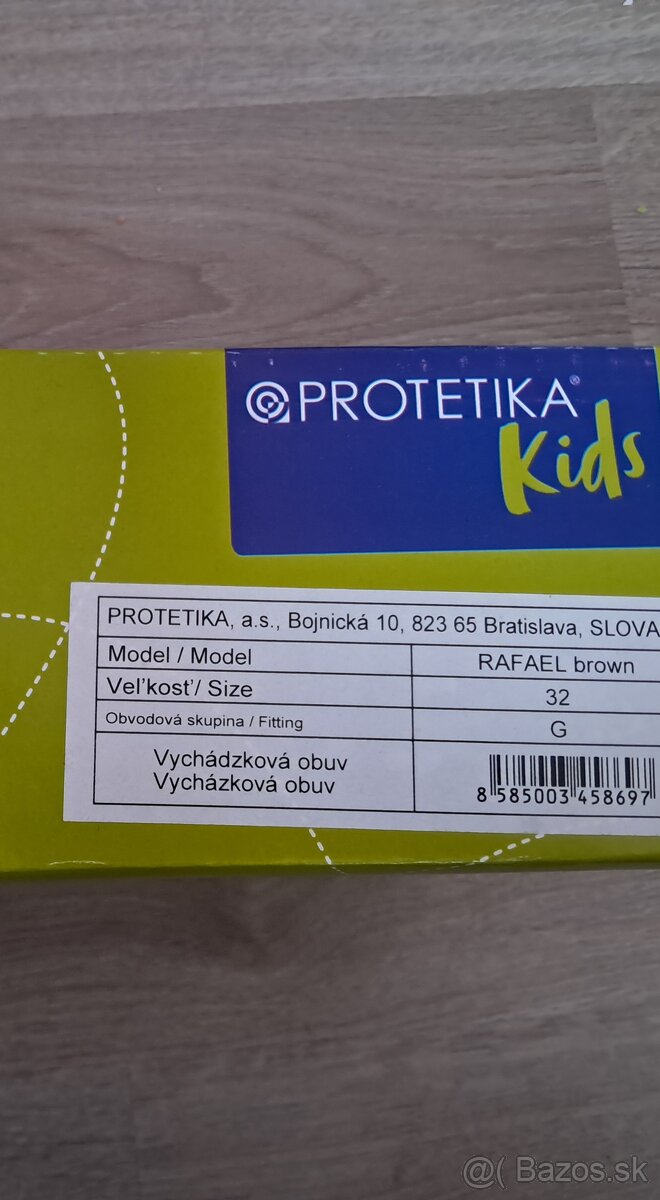 PROTETIKA®
Kids
PROTETIKA, a.s., Bojnická 10, 823 65 Bratislava, SLOVA
Model / Model RAFAEL brown
Veľkosť / Size 32
Obvodová skupina / Fitting G
Vychádzková obuv
Vycházková obuv
8 585003 458697
@( Bazos.sk